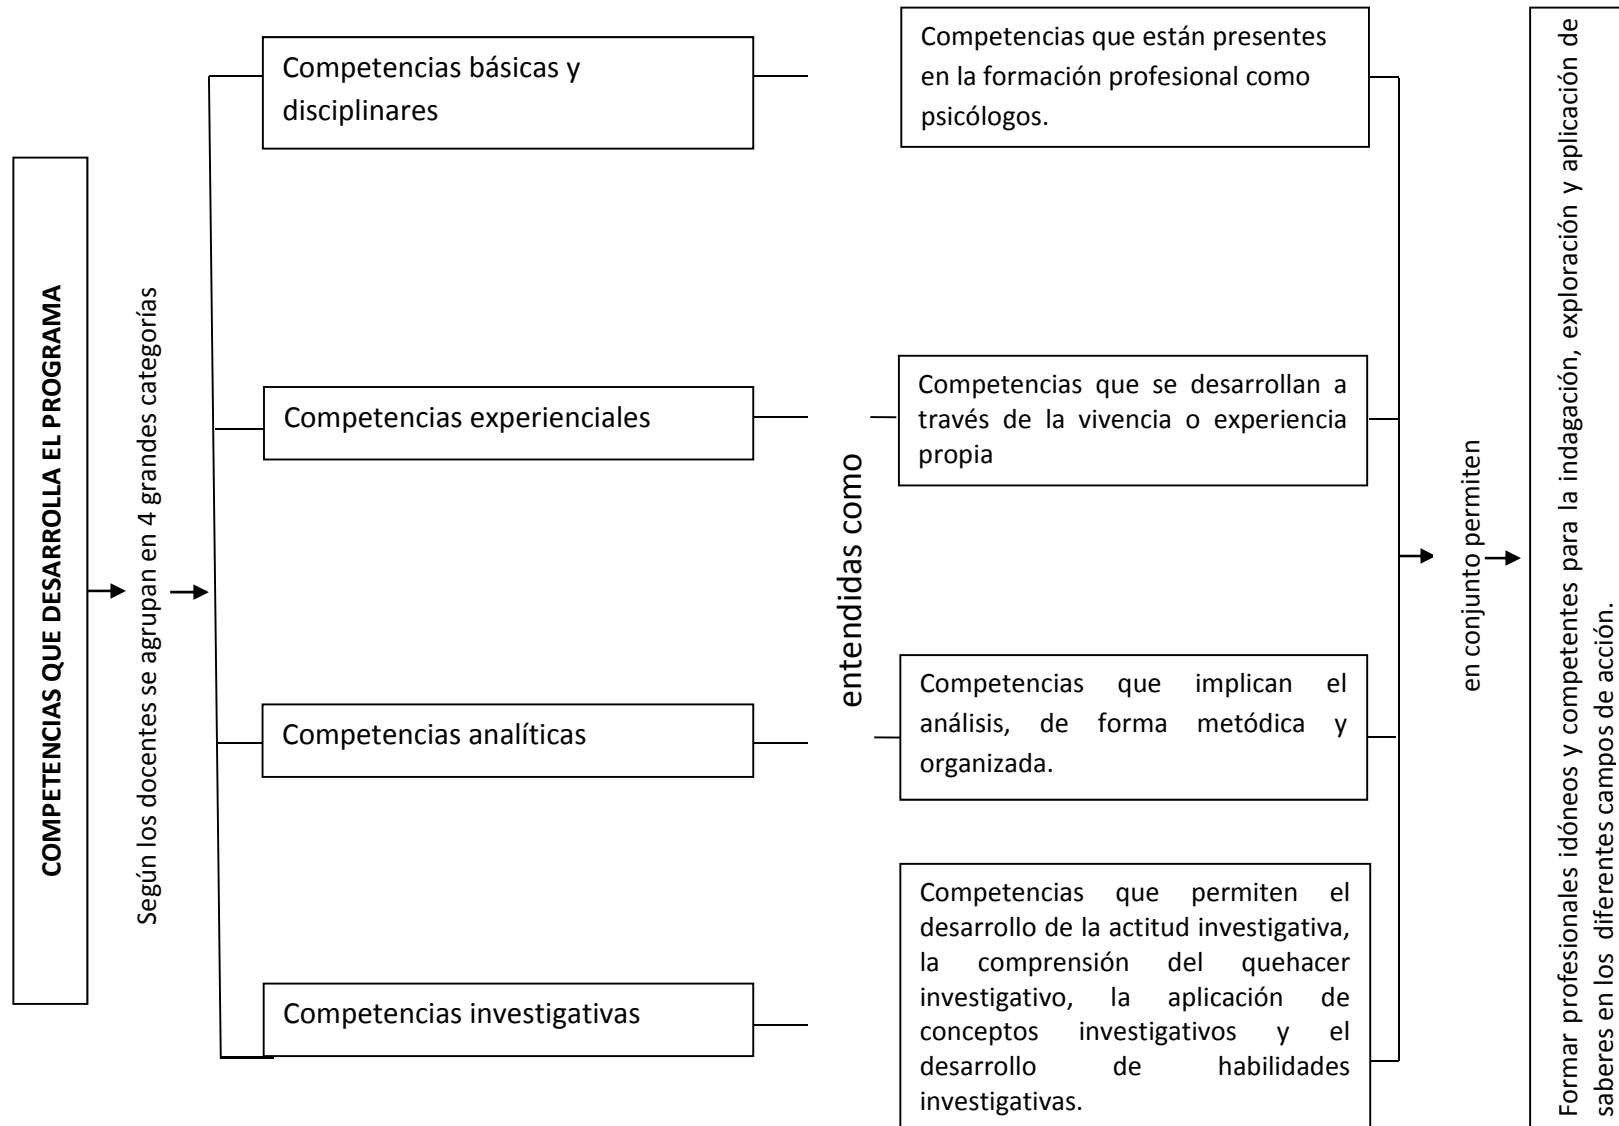 COMPETENCIAS QUE DESARROLLA EL PROGRAMA
Según los docentes se agrupan en 4 grandes categorías
Competencias básicas y
disciplinares
Competencias experienciales
Competencias analíticas
Competencias investigativas
entendidas como
Competencias que están presentes
en la formación profesional como
psicólogos.
Competencias que se desarrollan a
través de la vivencia o experiencia
propia
Competencias que implican el
análisis, de forma metódica y
organizada.
Competencias que permiten el
desarrollo de la actitud investigativa,
la comprensión del quehacer
investigativo, la aplicación de
conceptos investigativos y el
desarrollo de habilidades
investigativas.
en conjunto permiten
Formar profesionales idóneos y competentes para la indagación, exploración y aplicación de
saberes en los diferentes campos de acción.